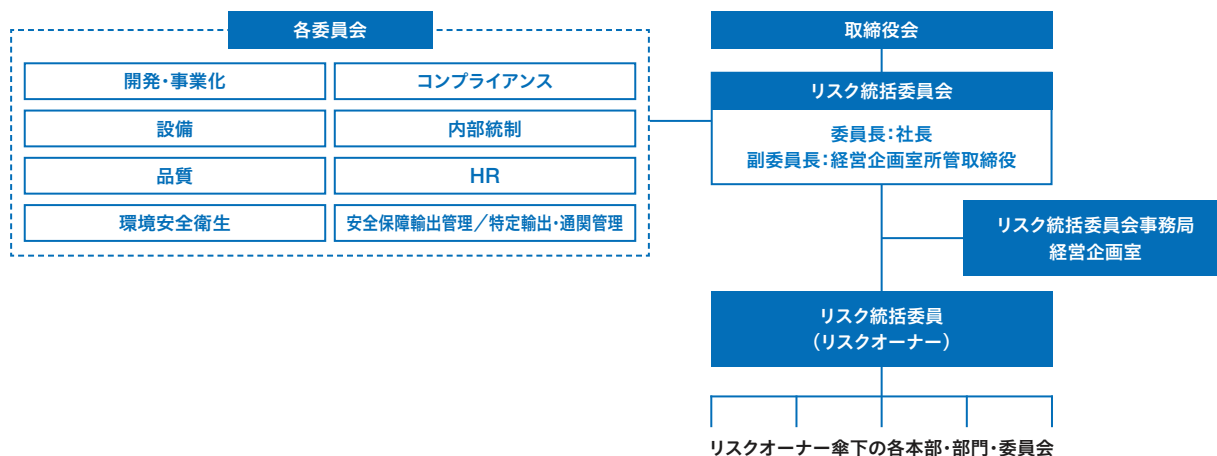 各委員会
開発・事業化
コンプライアンス
設備
内部統制
品質
HR
環境安全衛生
安全保障輸出管理／特定輸出・通関管理
取締役会
リスク統括委員会
委員長：社長
副委員長：経営企画室所管取締役
リスク統括委員会事務局
経営企画室
リスク統括委員
（リスクオーナー）
リスクオーナー傘下の各本部・部門・委員会